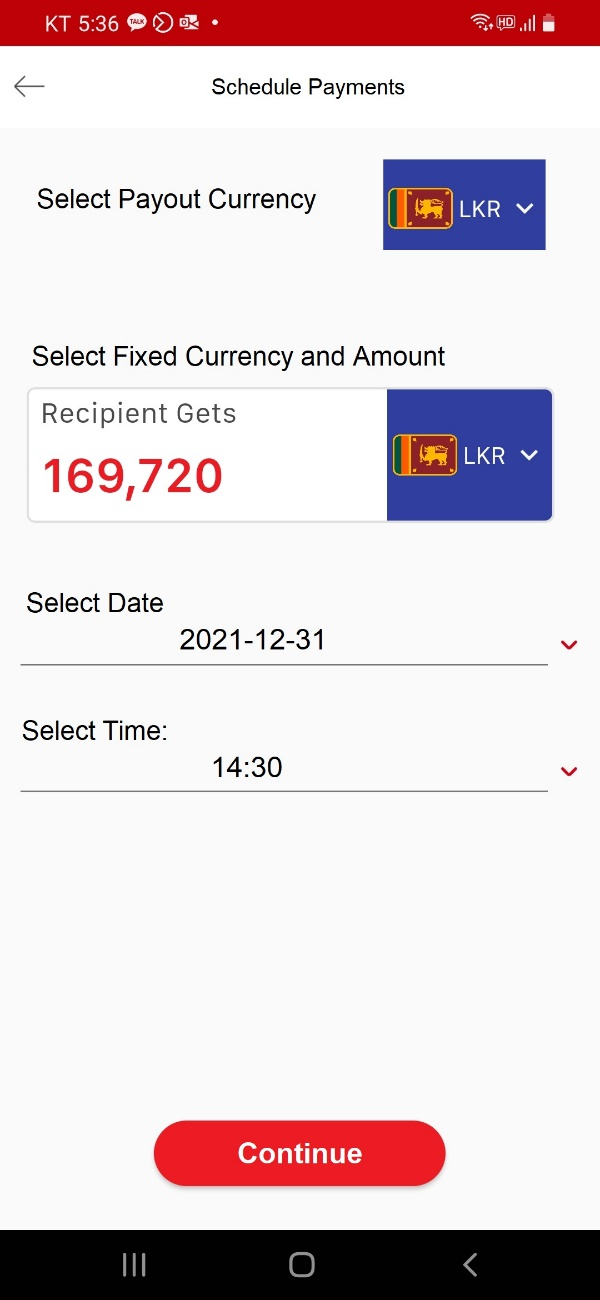 KT 5:36 TALK HD
Schedule Payments
Select Payout Currency
LKR
Select Fixed Currency and Amount
Recipient Gets
169,720
LKR
Select Date
2021-12-31
Select Time:
14:30
Continue